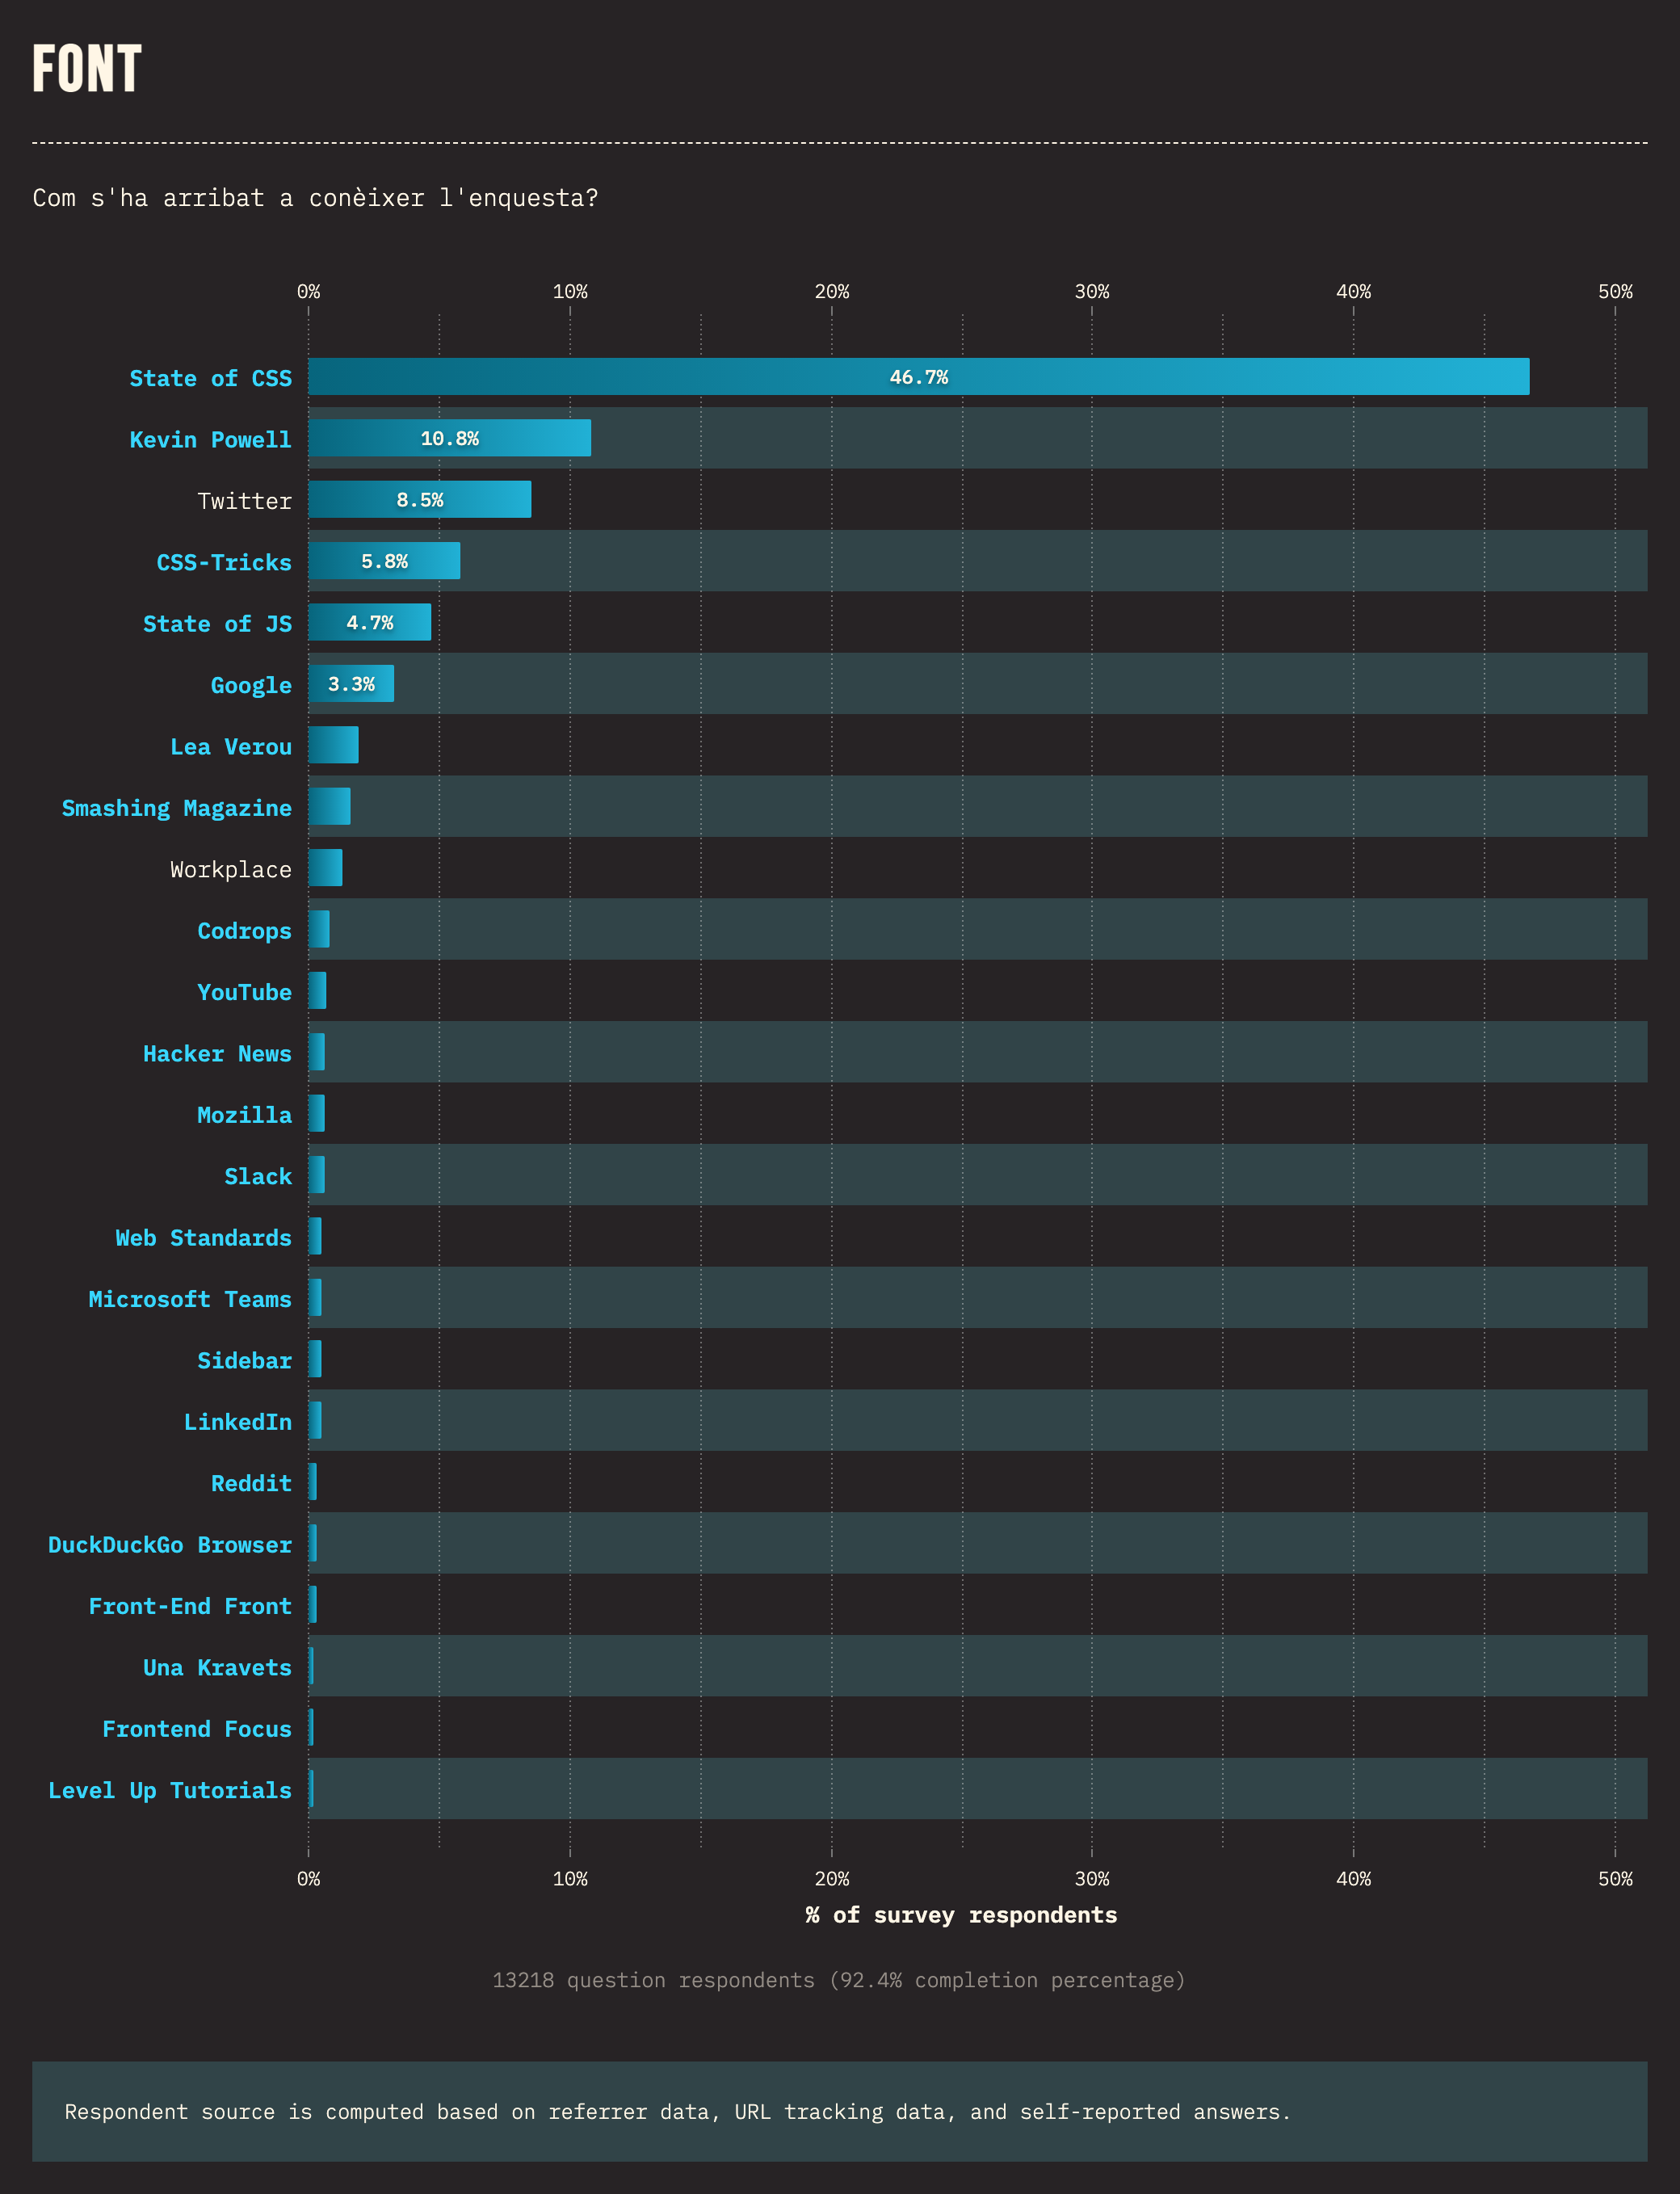 FONT
Com s'ha arribat a conèixer l'enquesta?
0% 10% 20% 30% 40% 50%
State of CSS 46.7%
Kevin Powell 10.8%
Twitter 8.5%
CSS-Tricks 5.8%
State of JS 4.7%
Google 3.3%
Lea Verou
Smashing Magazine
Workplace
Codrops
YouTube
Hacker News
Mozilla
Slack
Web Standards
Microsoft Teams
Sidebar
LinkedIn
Reddit
DuckDuckGo Browser
Front-End Front
Una Kravets
Frontend Focus
Level Up Tutorials
0% 10% 20% 30% 40% 50%
% of survey respondents
13218 question respondents (92.4% completion percentage)
Respondent source is computed based on referrer data, URL tracking data, and self-reported answers.